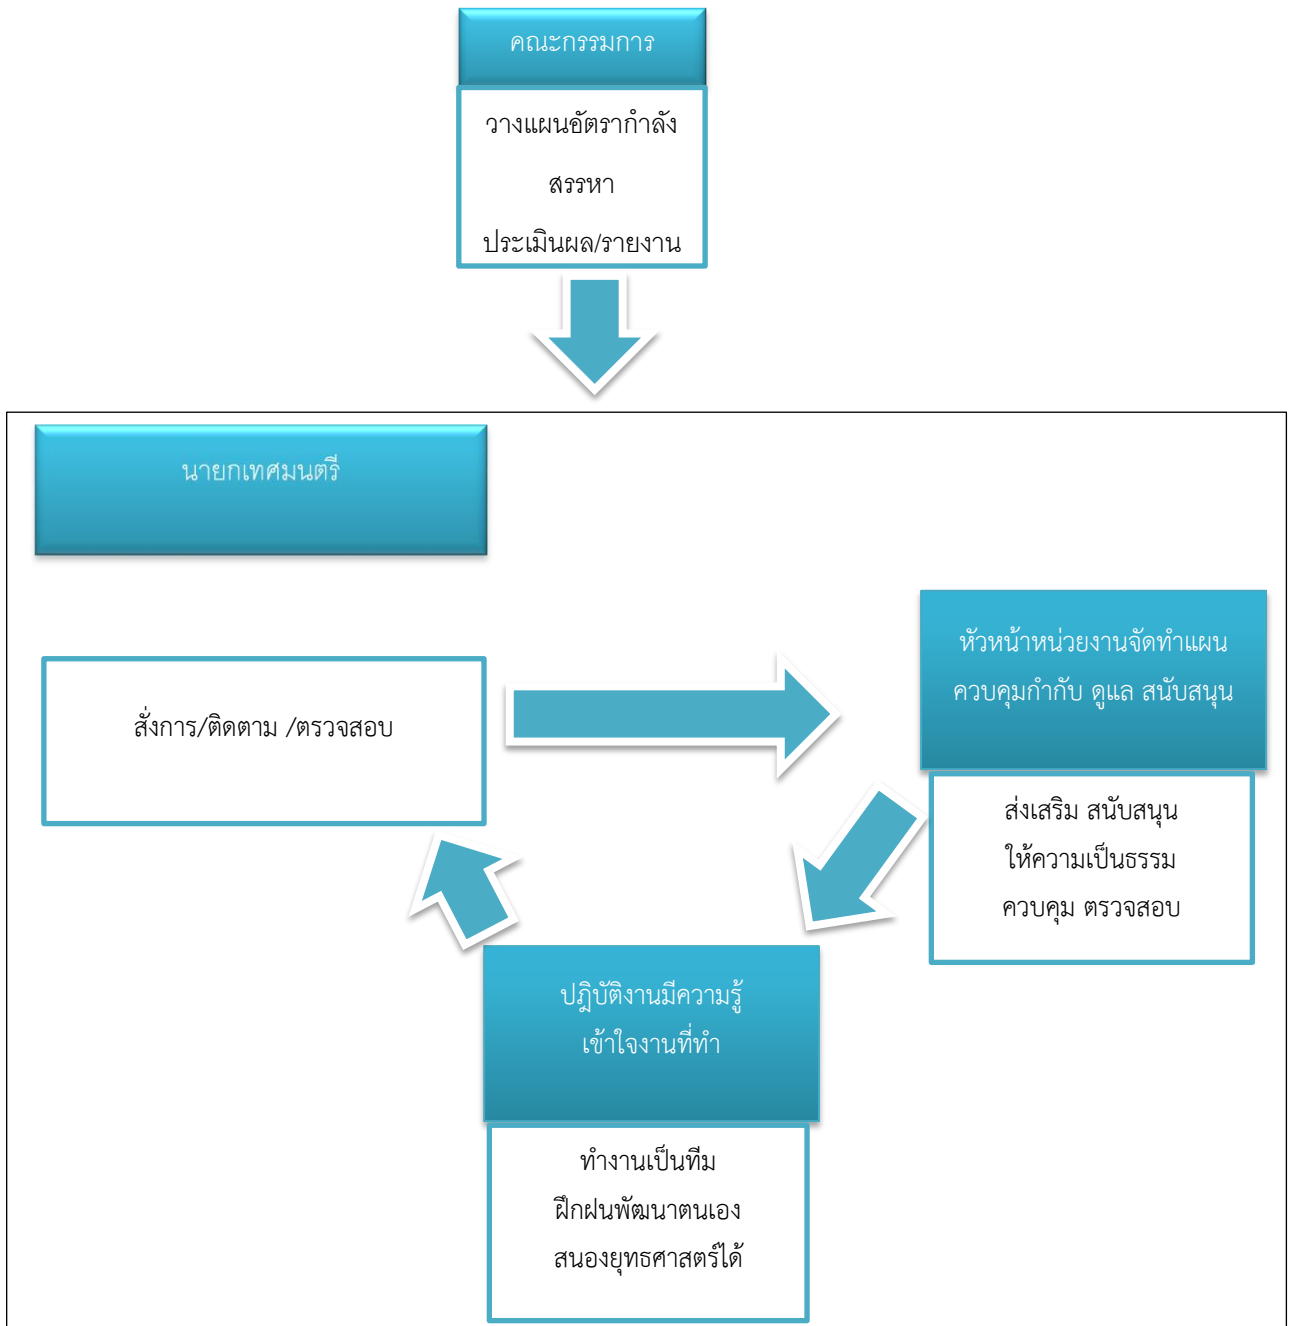 คณะกรรมการ
วางแผนอัตรากำลัง
สรรหา
ประเมินผล/รายงาน
นายกเทศมนตรี
สั่งการ/ติดตาม /ตรวจสอบ
หัวหน้าหน่วยงานจัดทำแผน
ควบคุมกำกับ ดูแล สนับสนุน
ส่งเสริม สนับสนุน
ให้ความเป็นธรรม
ควบคุม ตรวจสอบ
ปฎิบัติงานมีความรู้
เข้าใจงานที่ทำ
ทำงานเป็นทีม
ฝึกฝนพัฒนาตนเอง
สนองยุทธศาสตร์ได้